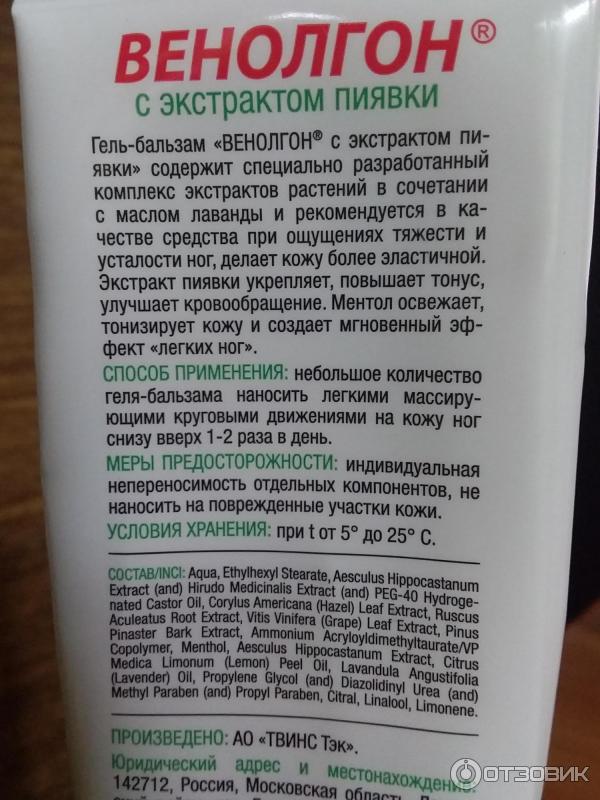 ВЕНОЛГОН®
с экстрактом пиявки
Гель-бальзам «ВЕНОЛГОН® с экстрактом пи-
явки» содержит специально разработанный
комплекс экстрактов растений в сочетании
с маслом лаванды и рекомендуется в ка-
честве средства при ощущениях тяжести и
усталости ног, делает кожу более эластичной.
Экстракт пиявки укрепляет, повышает тонус,
улучшает кровообращение. Ментол освежает,
тонизирует кожу и создает мгновенный эф-
фект «легких ног».
СПОСОБ ПРИМЕНЕНИЯ: небольшое количество
геля-бальзама наносить легкими массиру-
ющими круговыми движениями на кожу ног
снизу вверх 1-2 раза в день.
МЕРЫ ПРЕДОСТОРОЖНОСТИ: индивидуальная
непереносимость отдельных компонентов, не
наносить на поврежденные участки кожи.
УСЛОВИЯ ХРАНЕНИЯ: при t от 5° до 25° С.
СОСТАВ/INCI: Aqua, Ethylhexyl Stearate, Aesculus Hippocastanum
Extract (and) Hirudo Medicinalis Extract (and) PEG-40 Hydroge-
nated Castor Oil, Corylus Americana (Hazel) Leaf Extract, Ruscus
Aculeatus Root Extract, Vitis Vinifera (Grape) Leaf Extract, Pinus
Pinaster Bark Extract, Ammonium Acryloyldimethyltaurate/VP
Copolymer, Menthol, Aesculus Hippocastanum Extract, Citrus
Medica Limonum (Lemon) Peel Oil, Lavandula Angustifolia
(Lavender) Oil, Propylene Glycol (and) Diazolidinyl Urea (and)
Methyl Paraben (and) Propyl Paraben, Citral, Linalool, Limonene.
ПРОИЗВЕДЕНО: АО «ТВИНС Тэк».
Юридический адрес и местонахождение:
142712, Россия, Московская область,
ОТЗОВИК